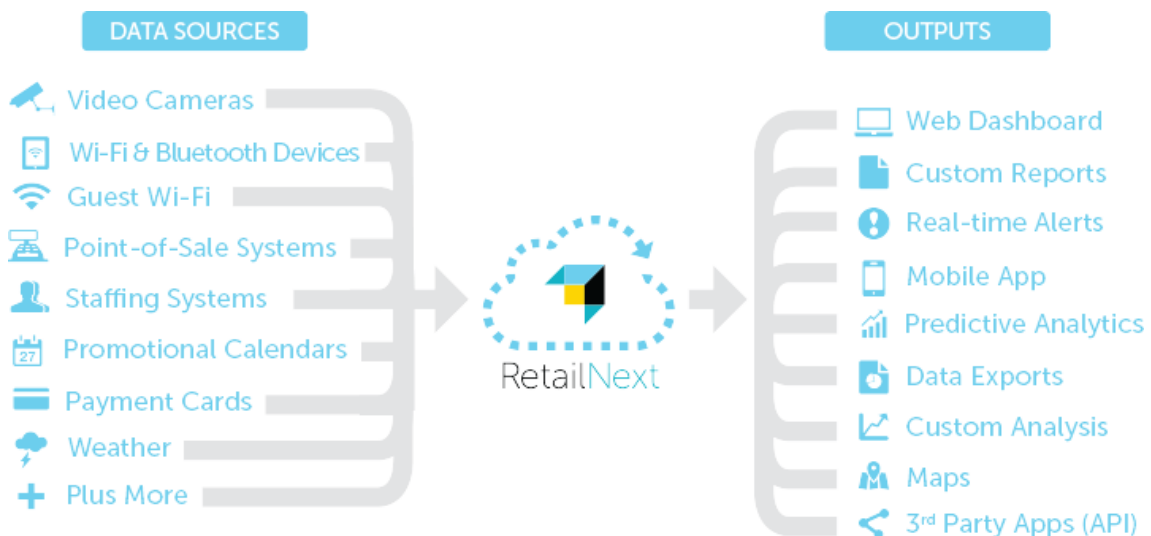 DATA SOURCES
Video Cameras
Wi-Fi & Bluetooth Devices
Guest Wi-Fi
Point-of-Sale Systems
Staffing Systems
27
Promotional Calendars
Payment Cards
Weather
Plus More
RetailNext
OUTPUTS
Web Dashboard
Custom Reports
Real-time Alerts
Mobile App
Predictive Analytics
Data Exports
Custom Analysis
Maps
3rd Party Apps (API)